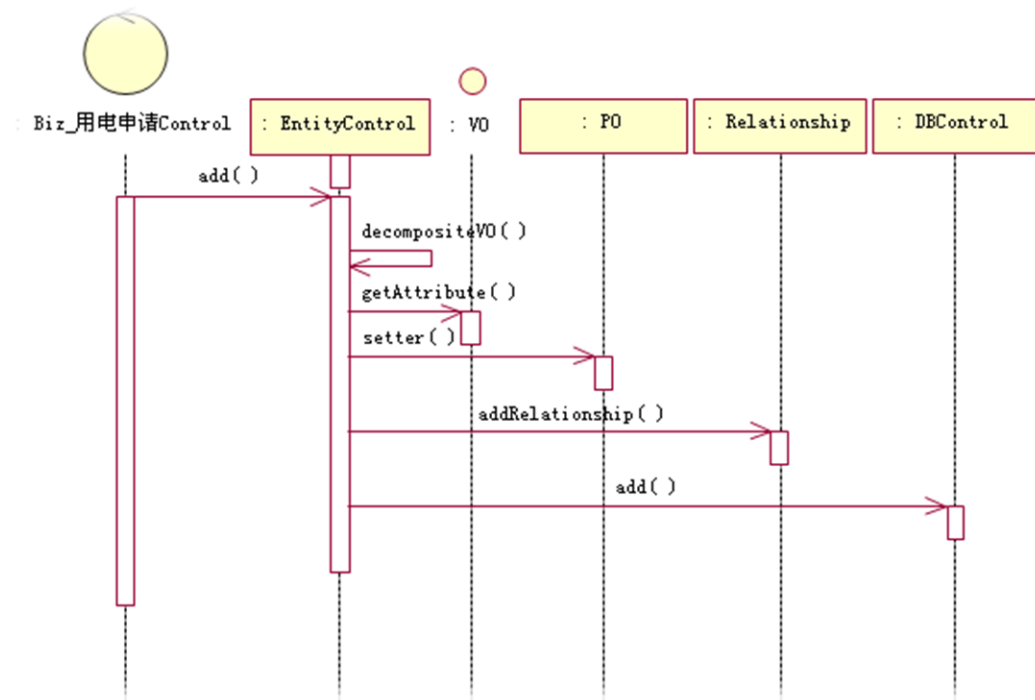 : Biz_用电申请Control
: EntityControl
: VO
: PO
: Relationship
: DBControl
add( )
decompositeVO( )
getAttribute( )
setter( )
addRelationship( )
add( )